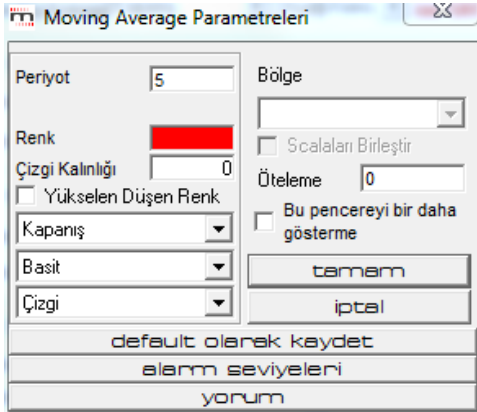 Moving Average Parametreleri
Periyot 5
Renk
Çizgi Kalınlığı 0
Yükselen Düşen Renk
Kapanış
Basit
Çizgi
Bölge
Scalaları Birleştir
Öteleme 0
Bu pencereyi bir daha
gösterme
tamam
iptal
default olarak kaydet
alarm seviyeleri
yorum